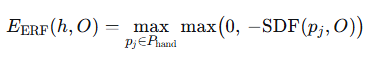 E_ERF(h, O) = max_{p_j ∈ P_hand} max(0, −SDF(p_j, O))